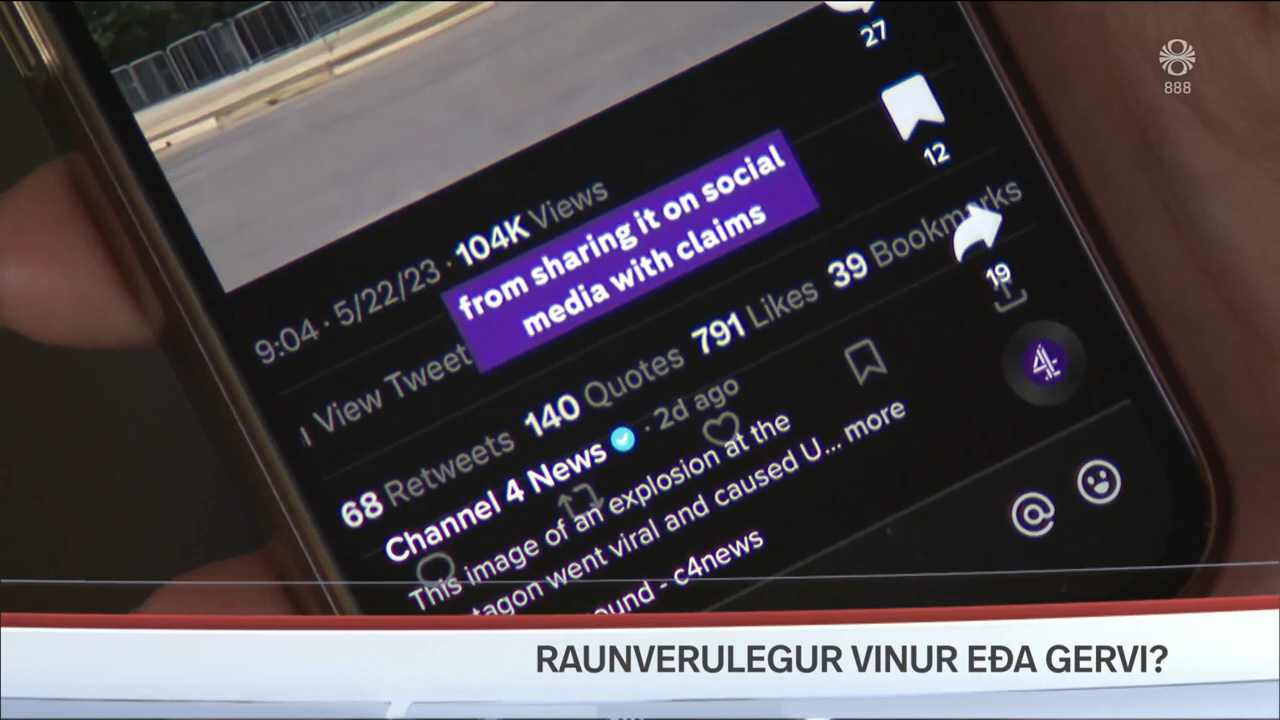 888
27
12
from sharing it on social
media with claims
9:04 · 5/22/23 · 104K Views
19
View Tweet
68 Retweets 140 Quotes 791 Likes 39 Bookmarks
Channel 4 News · 2d ago
This image of an explosion at the
tagon went viral and caused U... more
ound - c4news
RAUNVERULEGUR VINUR EÐA GERVI?